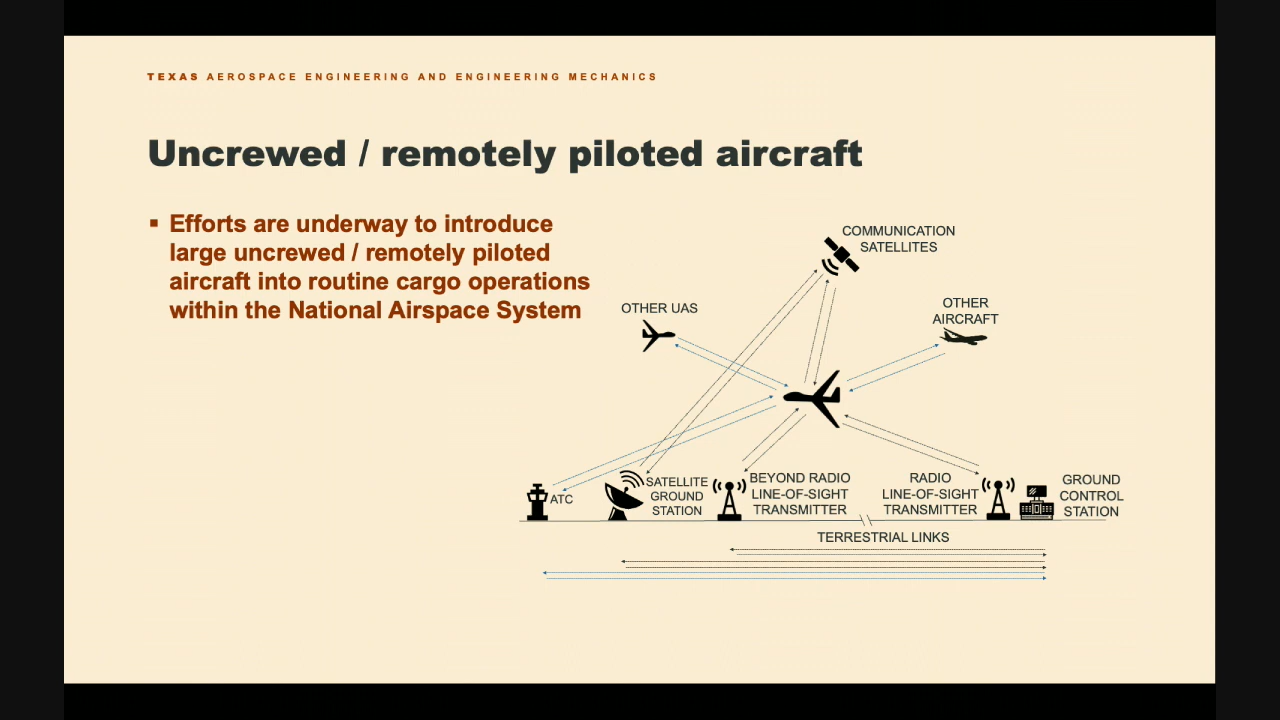 TEXAS AEROSPACE ENGINEERING AND ENGINEERING MECHANICS
Uncrewed / remotely piloted aircraft
▪ Efforts are underway to introduce
large uncrewed / remotely piloted
aircraft into routine cargo operations
within the National Airspace System
COMMUNICATION
SATELLITES
OTHER UAS
OTHER
AIRCRAFT
ATC
SATELLITE
GROUND
STATION
BEYOND RADIO
LINE-OF-SIGHT
TRANSMITTER
RADIO
LINE-OF-SIGHT
TRANSMITTER
GROUND
CONTROL
STATION
TERRESTRIAL LINKS